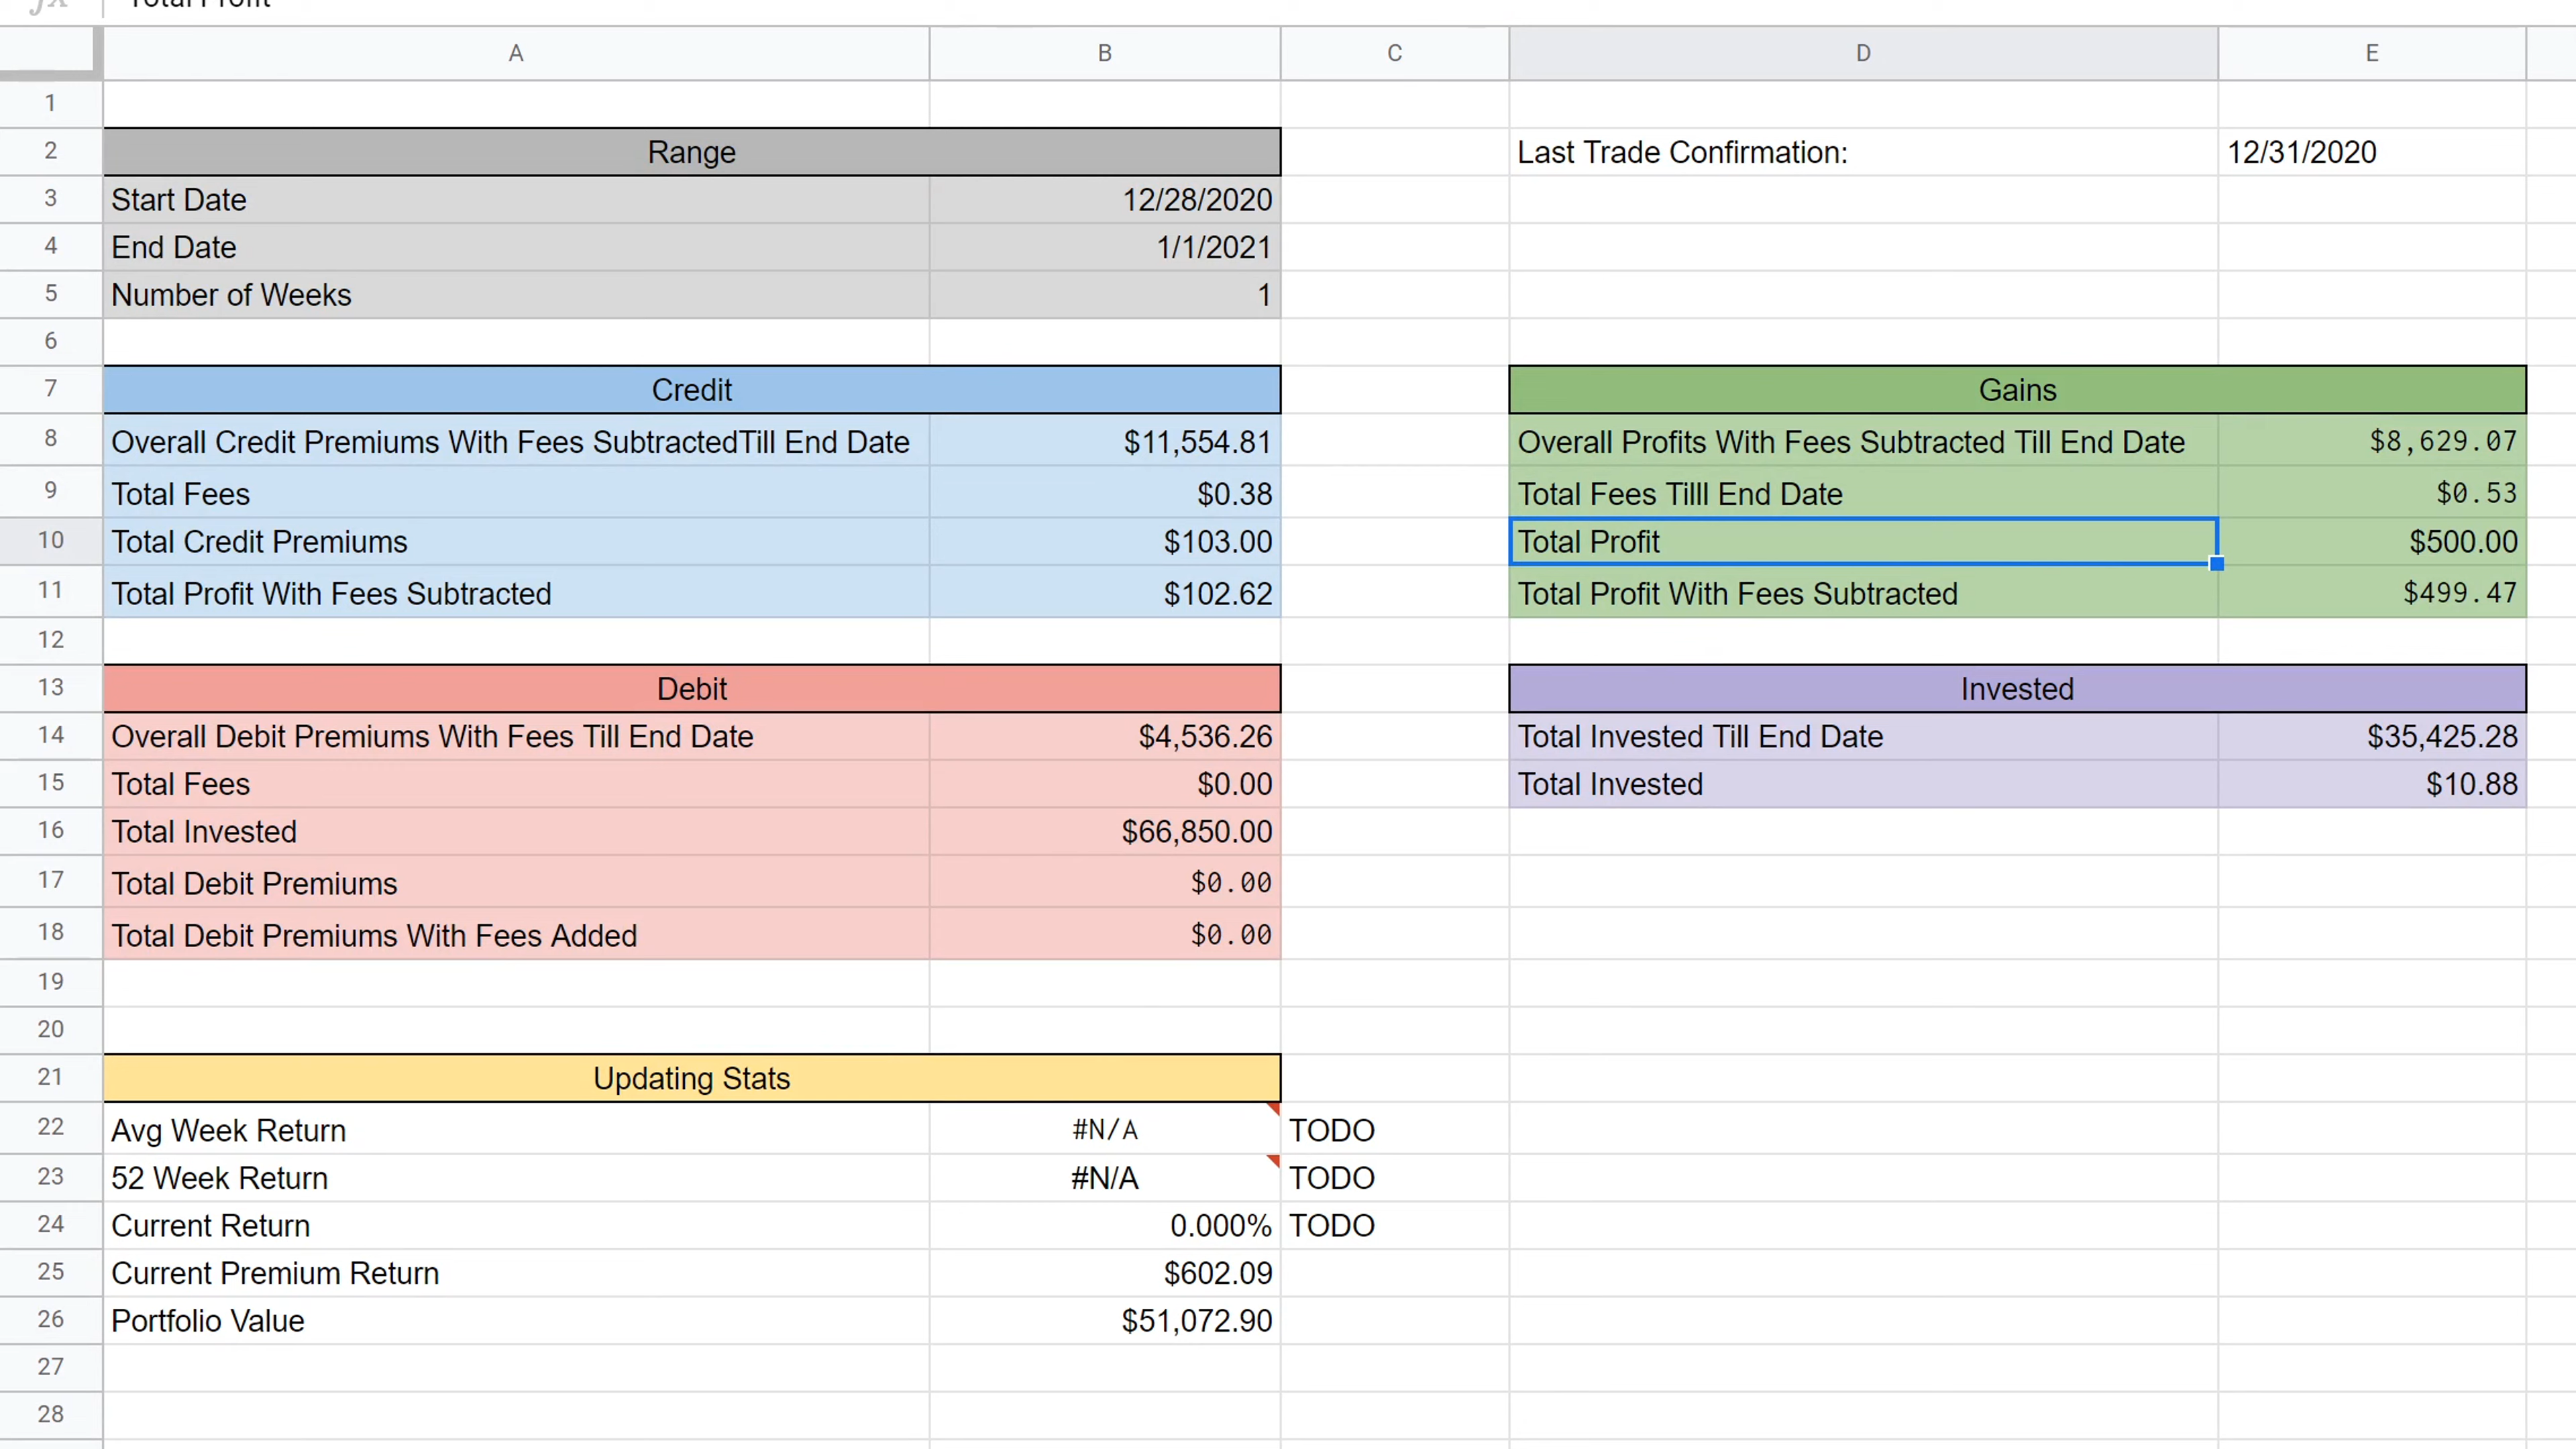 fx Total Profit
A B C D E
1
2 Range Last Trade Confirmation: 12/31/2020
3 Start Date 12/28/2020
4 End Date 1/1/2021
5 Number of Weeks 1
6
7 Credit Gains
8 Overall Credit Premiums With Fees SubtractedTill End Date $11,554.81 Overall Profits With Fees Subtracted Till End Date $8,629.07
9 Total Fees $0.38 Total Fees Tilll End Date $0.53
10 Total Credit Premiums $103.00 Total Profit $500.00
11 Total Profit With Fees Subtracted $102.62 Total Profit With Fees Subtracted $499.47
12
13 Debit Invested
14 Overall Debit Premiums With Fees Till End Date $4,536.26 Total Invested Till End Date $35,425.28
15 Total Fees $0.00 Total Invested $10.88
16 Total Invested $66,850.00
17 Total Debit Premiums $0.00
18 Total Debit Premiums With Fees Added $0.00
19
20
21 Updating Stats
22 Avg Week Return #N/A TODO
23 52 Week Return #N/A TODO
24 Current Return 0.000% TODO
25 Current Premium Return $602.09
26 Portfolio Value $51,072.90
27
28